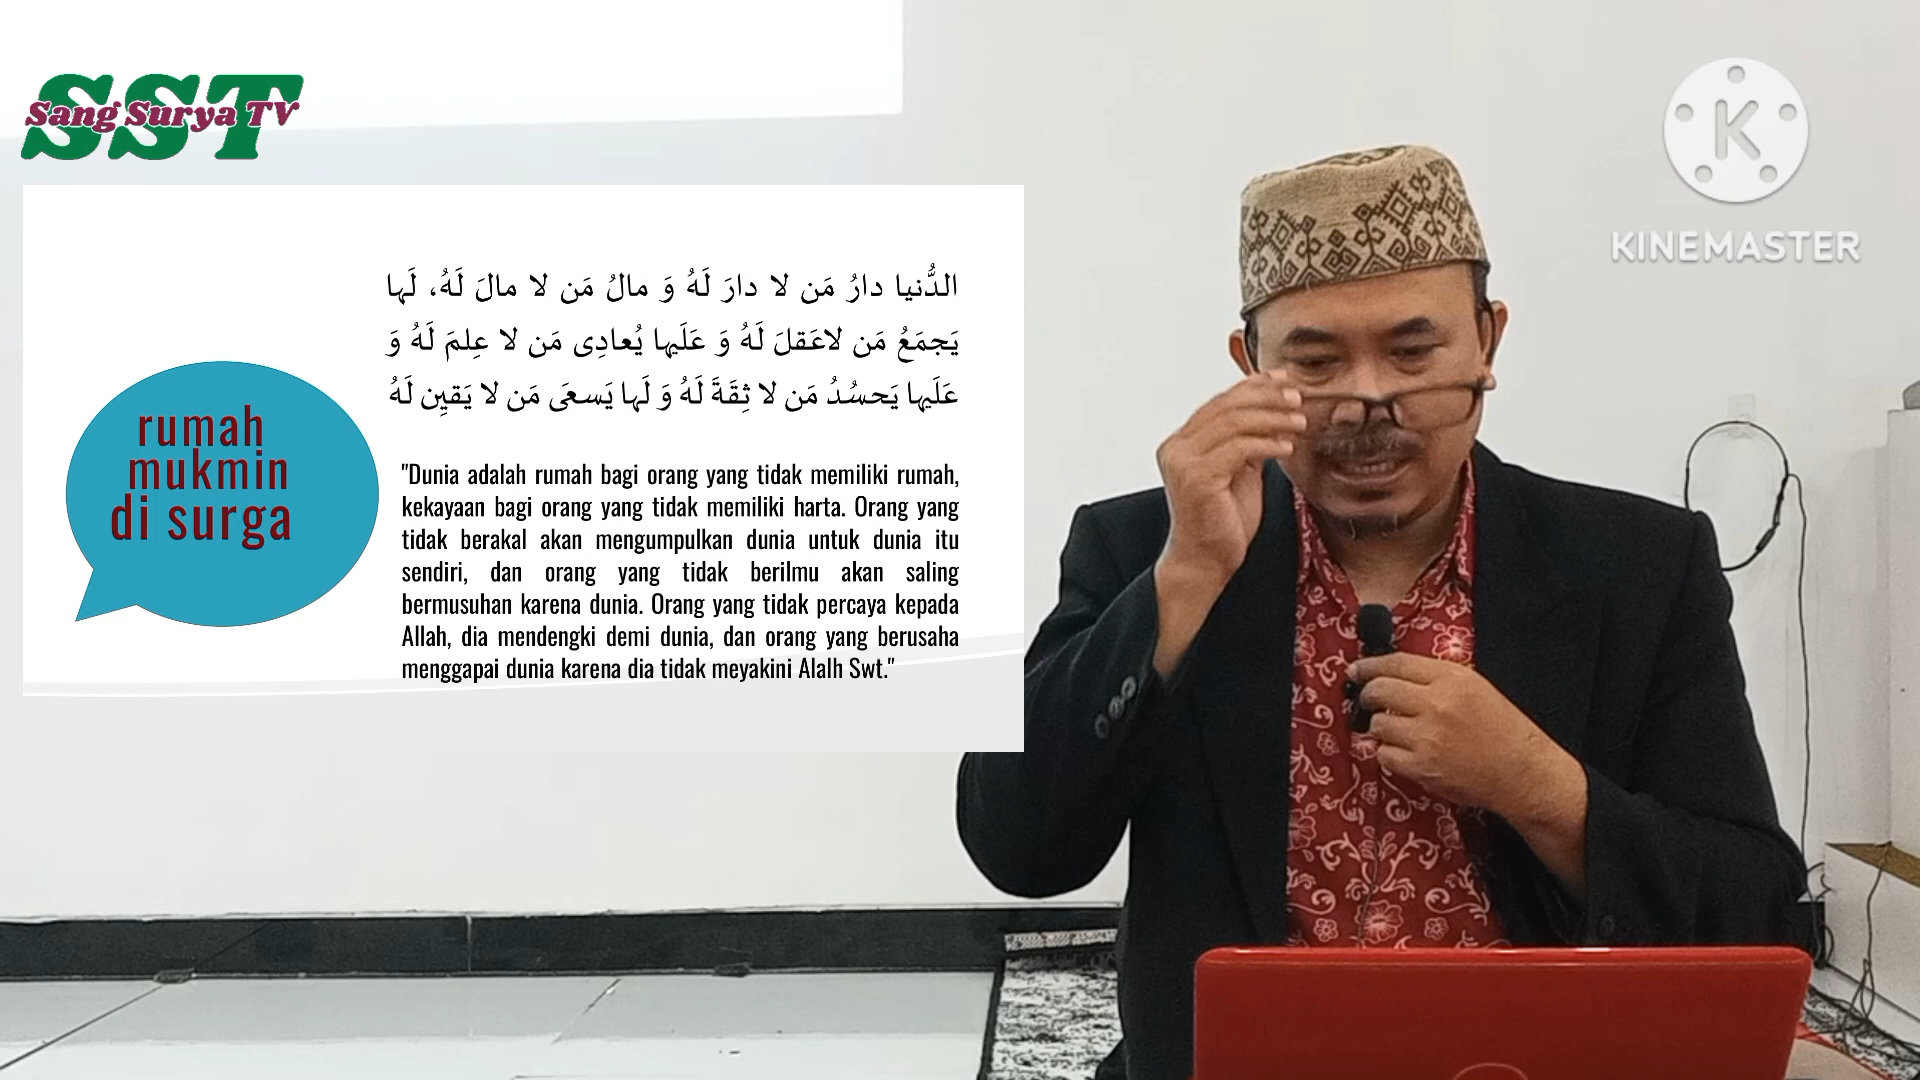 SST
Sang Surya TV
KINEMASTER
الدُّنيا دارُ مَن لا دارَ لَهُ وَ مالُ مَن لا مالَ لَهُ، لَها
يَجمَعُ مَن لاعَقلَ لَهُ وَ عَلَيها يُعادِى مَن لا عِلمَ لَهُ وَ
عَلَيها يَحسُدُ مَن لا ثِقَةَ لَهُ وَ لَها يَسعَى مَن لا يَقيِن لَهُ
rumah
mukmin
di surga
"Dunia adalah rumah bagi orang yang tidak memiliki rumah,
kekayaan bagi orang yang tidak memiliki harta. Orang yang
tidak berakal akan mengumpulkan dunia untuk dunia itu
sendiri, dan orang yang tidak berilmu akan saling
bermusuhan karena dunia. Orang yang tidak percaya kepada
Allah, dia mendengki demi dunia, dan orang yang berusaha
menggapai dunia karena dia tidak meyakini Alalh Swt."